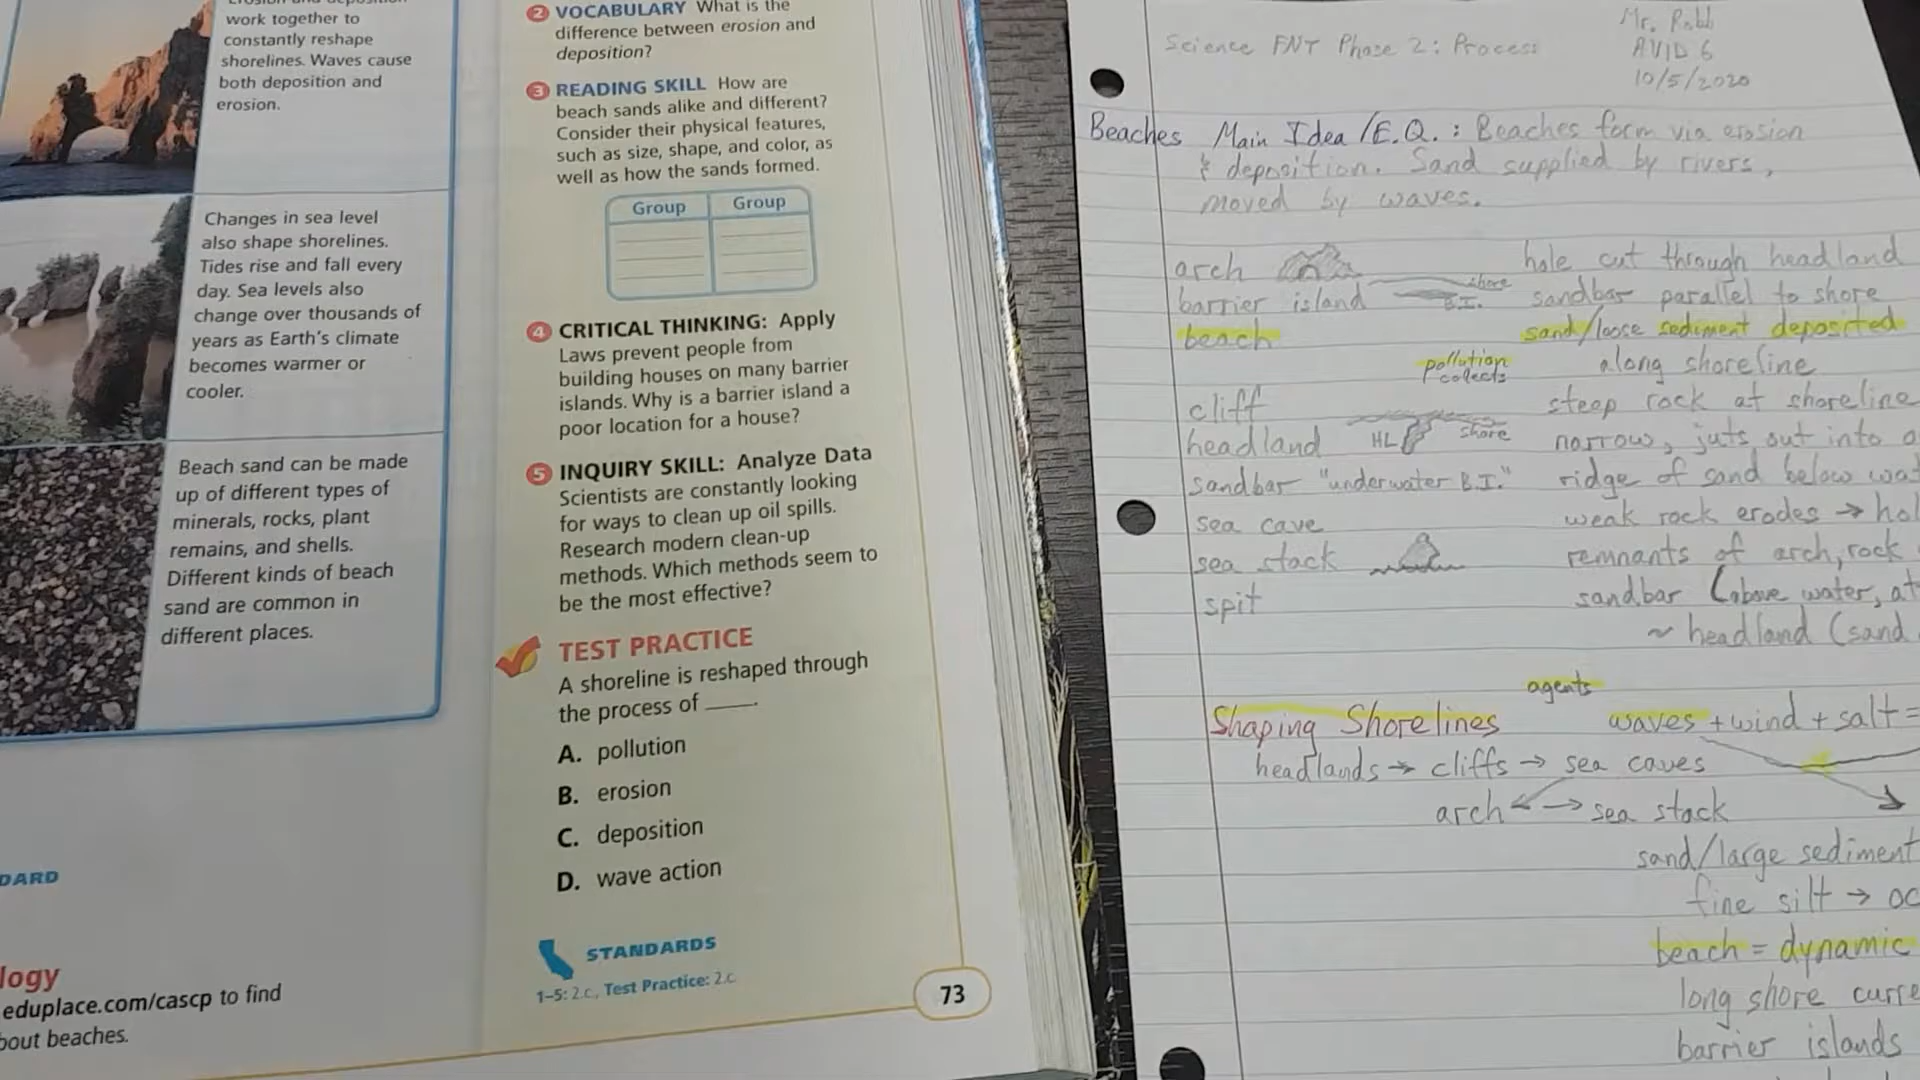 work together to
constantly reshape
shorelines. Waves cause
both deposition and
erosion.
Changes in sea level
also shape shorelines.
Tides rise and fall every
day. Sea levels also
change over thousands of
years as Earth's climate
becomes warmer or
cooler.
Beach sand can be made
up of different types of
minerals, rocks, plant
remains, and shells.
Different kinds of beach
sand are common in
different places.
DARD
logy
eduplace.com/cascp to find
bout beaches.
2 VOCABULARY What is the
difference between erosion and
deposition?
3 READING SKILL How are
beach sands alike and different?
Consider their physical features,
such as size, shape, and color, as
well as how the sands formed.
Group Group
4 CRITICAL THINKING: Apply
Laws prevent people from
building houses on many barrier
islands. Why is a barrier island a
poor location for a house?
5 INQUIRY SKILL: Analyze Data
Scientists are constantly looking
for ways to clean up oil spills.
Research modern clean-up
methods. Which methods seem to
be the most effective?
TEST PRACTICE
A shoreline is reshaped through
the process of ____.
A. pollution
B. erosion
C. deposition
D. wave action
STANDARDS
1–5: 2.c., Test Practice: 2.c.
73
Mr. Robb
Science FNT Phase 2: Process AVID 6
10/5/2020
Beaches Main Idea/E.Q.: Beaches form via erosion
& deposition. Sand supplied by rivers,
moved by waves.
arch hole cut through headland
barrier island shore B.I. sandbar parallel to shore
beach sand/loose sediment deposited
pollution collects along shoreline
cliff steep rock at shoreline
headland HL shore narrow, juts out into
sandbar "underwater B.I." ridge of sand below wat
sea cave weak rock erodes → hol
sea stack remnants of arch, rock
spit sandbar (above water, at
~ headland (sand
agents
Shaping Shorelines waves + wind + salt =
headlands → cliffs → sea caves
arch ← → sea stack
sand/large sediment
fine silt → oc
beach = dynamic
long shore curre
barrier islands